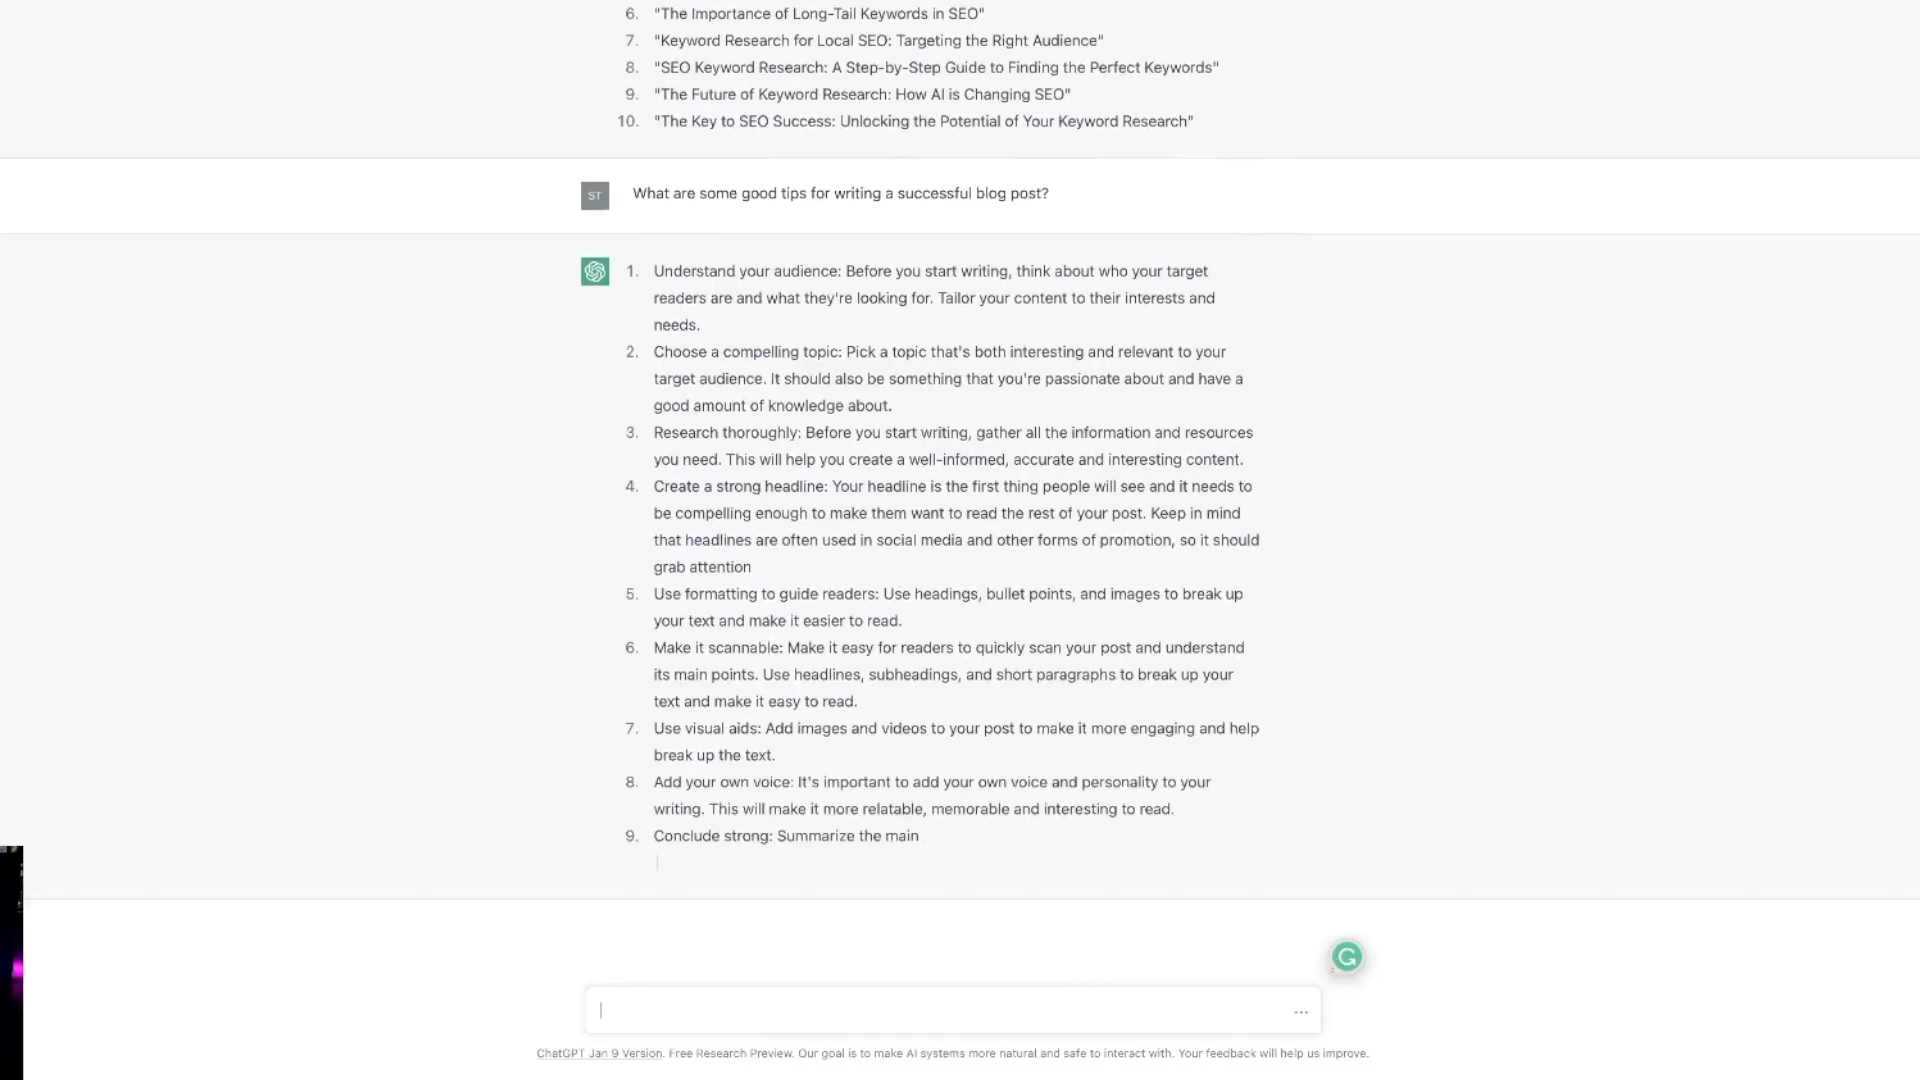 6. "The Importance of Long-Tail Keywords in SEO"
7. "Keyword Research for Local SEO: Targeting the Right Audience"
8. "SEO Keyword Research: A Step-by-Step Guide to Finding the Perfect Keywords"
9. "The Future of Keyword Research: How AI is Changing SEO"
10. "The Key to SEO Success: Unlocking the Potential of Your Keyword Research"
ST What are some good tips for writing a successful blog post?
1. Understand your audience: Before you start writing, think about who your target
readers are and what they're looking for. Tailor your content to their interests and
needs.
2. Choose a compelling topic: Pick a topic that's both interesting and relevant to your
target audience. It should also be something that you're passionate about and have a
good amount of knowledge about.
3. Research thoroughly: Before you start writing, gather all the information and resources
you need. This will help you create a well-informed, accurate and interesting content.
4. Create a strong headline: Your headline is the first thing people will see and it needs to
be compelling enough to make them want to read the rest of your post. Keep in mind
that headlines are often used in social media and other forms of promotion, so it should
grab attention
5. Use formatting to guide readers: Use headings, bullet points, and images to break up
your text and make it easier to read.
6. Make it scannable: Make it easy for readers to quickly scan your post and understand
its main points. Use headlines, subheadings, and short paragraphs to break up your
text and make it easy to read.
7. Use visual aids: Add images and videos to your post to make it more engaging and help
break up the text.
8. Add your own voice: It's important to add your own voice and personality to your
writing. This will make it more relatable, memorable and interesting to read.
9. Conclude strong: Summarize the main
G
...
ChatGPT Jan 9 Version. Free Research Preview. Our goal is to make AI systems more natural and safe to interact with. Your feedback will help us improve.